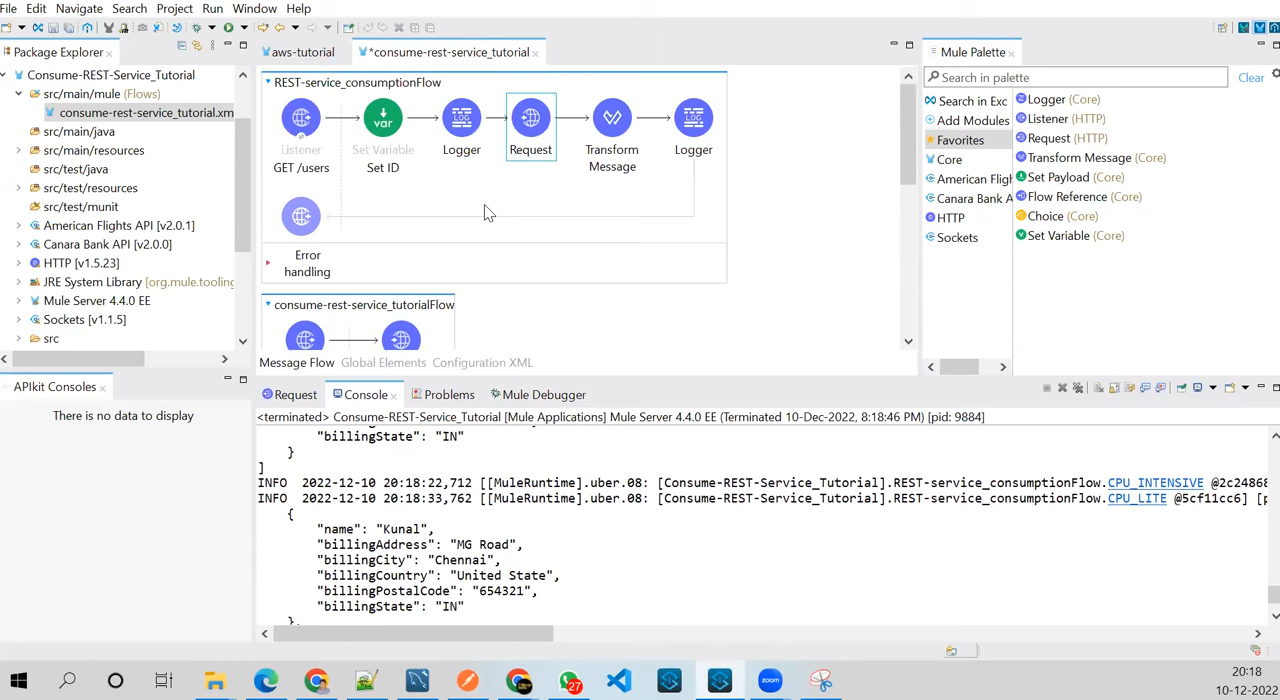 File Edit Navigate Search Project Run Window Help
Package Explorer
aws-tutorial
*consume-rest-service_tutorial
Mule Palette
Search in palette
Clear
Consume-REST-Service_Tutorial
src/main/mule (Flows)
consume-rest-service_tutorial.xm
src/main/java
src/main/resources
src/test/java
src/test/resources
src/test/munit
American Flights API [v2.0.1]
Canara Bank API [v2.0.0]
HTTP [v1.5.23]
JRE System Library [org.mule.tooling
Mule Server 4.4.0 EE
Sockets [v1.1.5]
src
REST-service_consumptionFlow
LOG
var
LOG
Listener
GET /users
Set Variable
Set ID
Logger
Request
Transform
Message
Logger
Error
handling
consume-rest-service_tutorialFlow
Message Flow Global Elements Configuration XML
Search in Exc
Add Modules
Favorites
Core
American Fligh
Canara Bank A
HTTP
Sockets
Logger (Core)
Listener (HTTP)
Request (HTTP)
Transform Message (Core)
Set Payload (Core)
Flow Reference (Core)
Choice (Core)
Set Variable (Core)
APIkit Consoles
There is no data to display
Request
Console
Problems
Mule Debugger
<terminated> Consume-REST-Service_Tutorial [Mule Applications] Mule Server 4.4.0 EE (Terminated 10-Dec-2022, 8:18:46 PM) [pid: 9884]
"billingState": "IN"
}
]
INFO 2022-12-10 20:18:22,712 [[MuleRuntime].uber.08: [Consume-REST-Service_Tutorial].REST-service_consumptionFlow.CPU_INTENSIVE @2c24868
INFO 2022-12-10 20:18:33,762 [[MuleRuntime].uber.08: [Consume-REST-Service_Tutorial].REST-service_consumptionFlow.CPU_LITE @5cf11cc6] [p
{
"name": "Kunal",
"billingAddress": "MG Road",
"billingCity": "Chennai",
"billingCountry": "United State",
"billingPostalCode": "654321",
"billingState": "IN"
},
27
zoom
20:18
10-12-2022